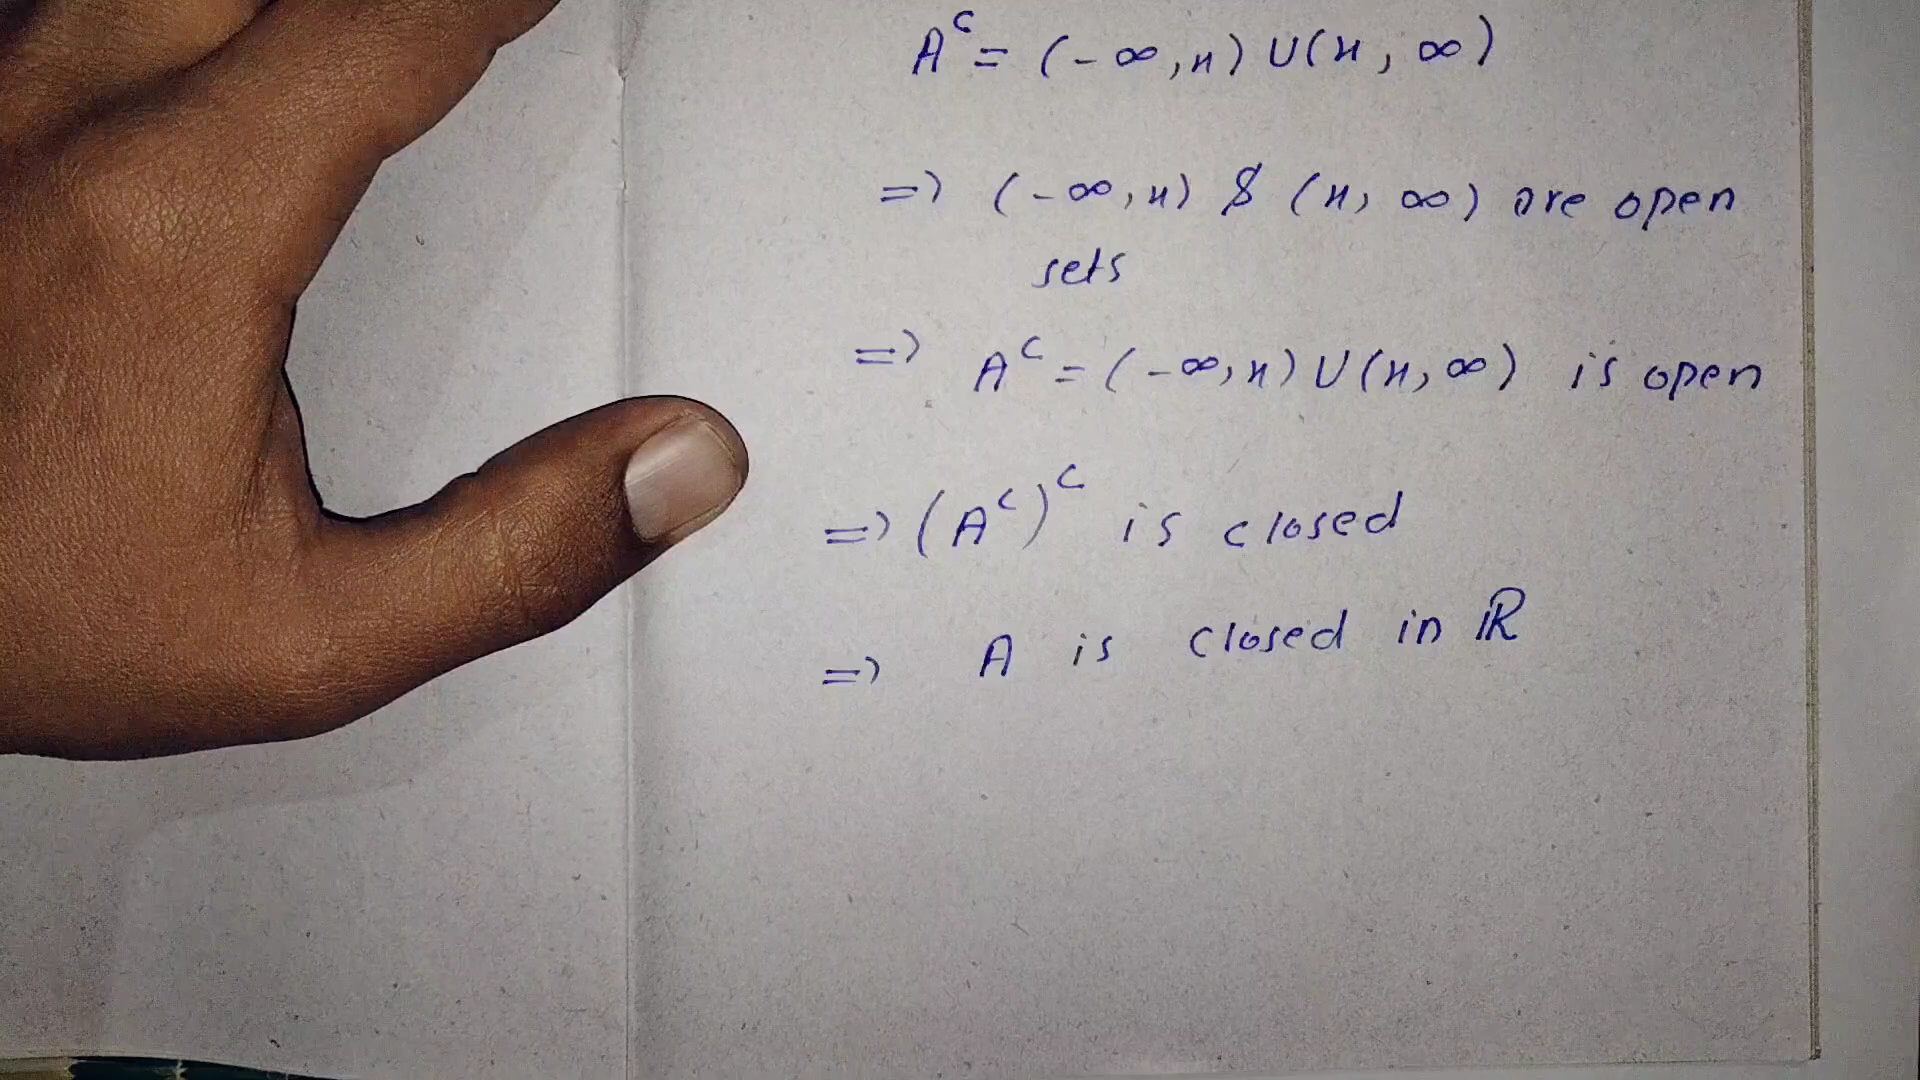 A^c = (-∞, x) ∪ (x, ∞)
=> (-∞, x) & (x, ∞) are open
sets
=> A^c = (-∞, x) ∪ (x, ∞) is open
=> (A^c)^c is closed
=> A is closed in ℝ